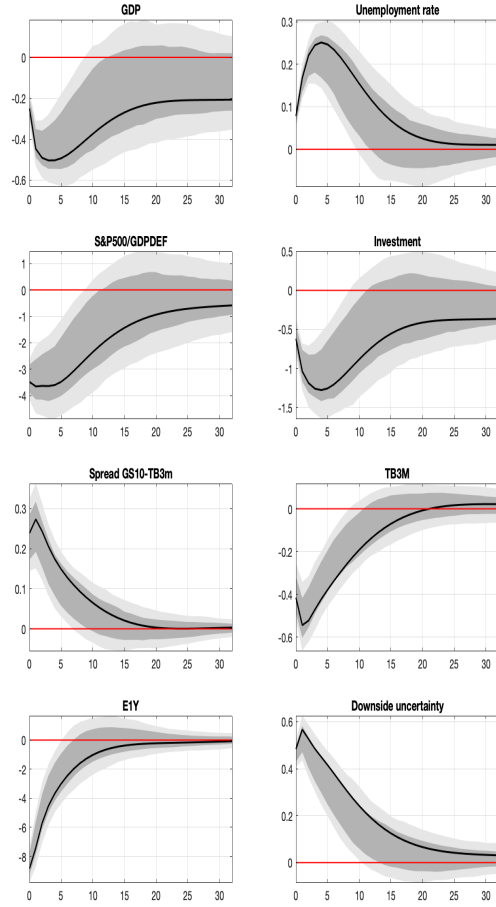 GDP
0
-0.2
-0.4
-0.6
0 5 10 15 20 25 30
Unemployment rate
0.3
0.2
0.1
0
0 5 10 15 20 25 30
S&P500/GDPDEF
1
0
-1
-2
-3
-4
0 5 10 15 20 25 30
Investment
0.5
0
-0.5
-1
-1.5
0 5 10 15 20 25 30
Spread GS10-TB3m
0.3
0.2
0.1
0
0 5 10 15 20 25 30
TB3M
0
-0.2
-0.4
-0.6
0 5 10 15 20 25 30
E1Y
0
-2
-4
-6
-8
0 5 10 15 20 25 30
Downside uncertainty
0.6
0.4
0.2
0
0 5 10 15 20 25 30